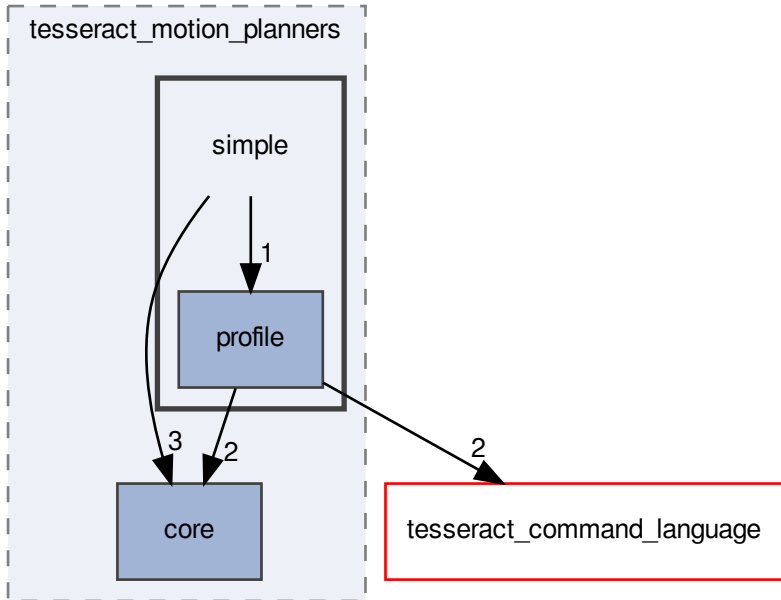 tesseract_motion_planners
simple
1
profile
3
2
2
core
tesseract_command_language